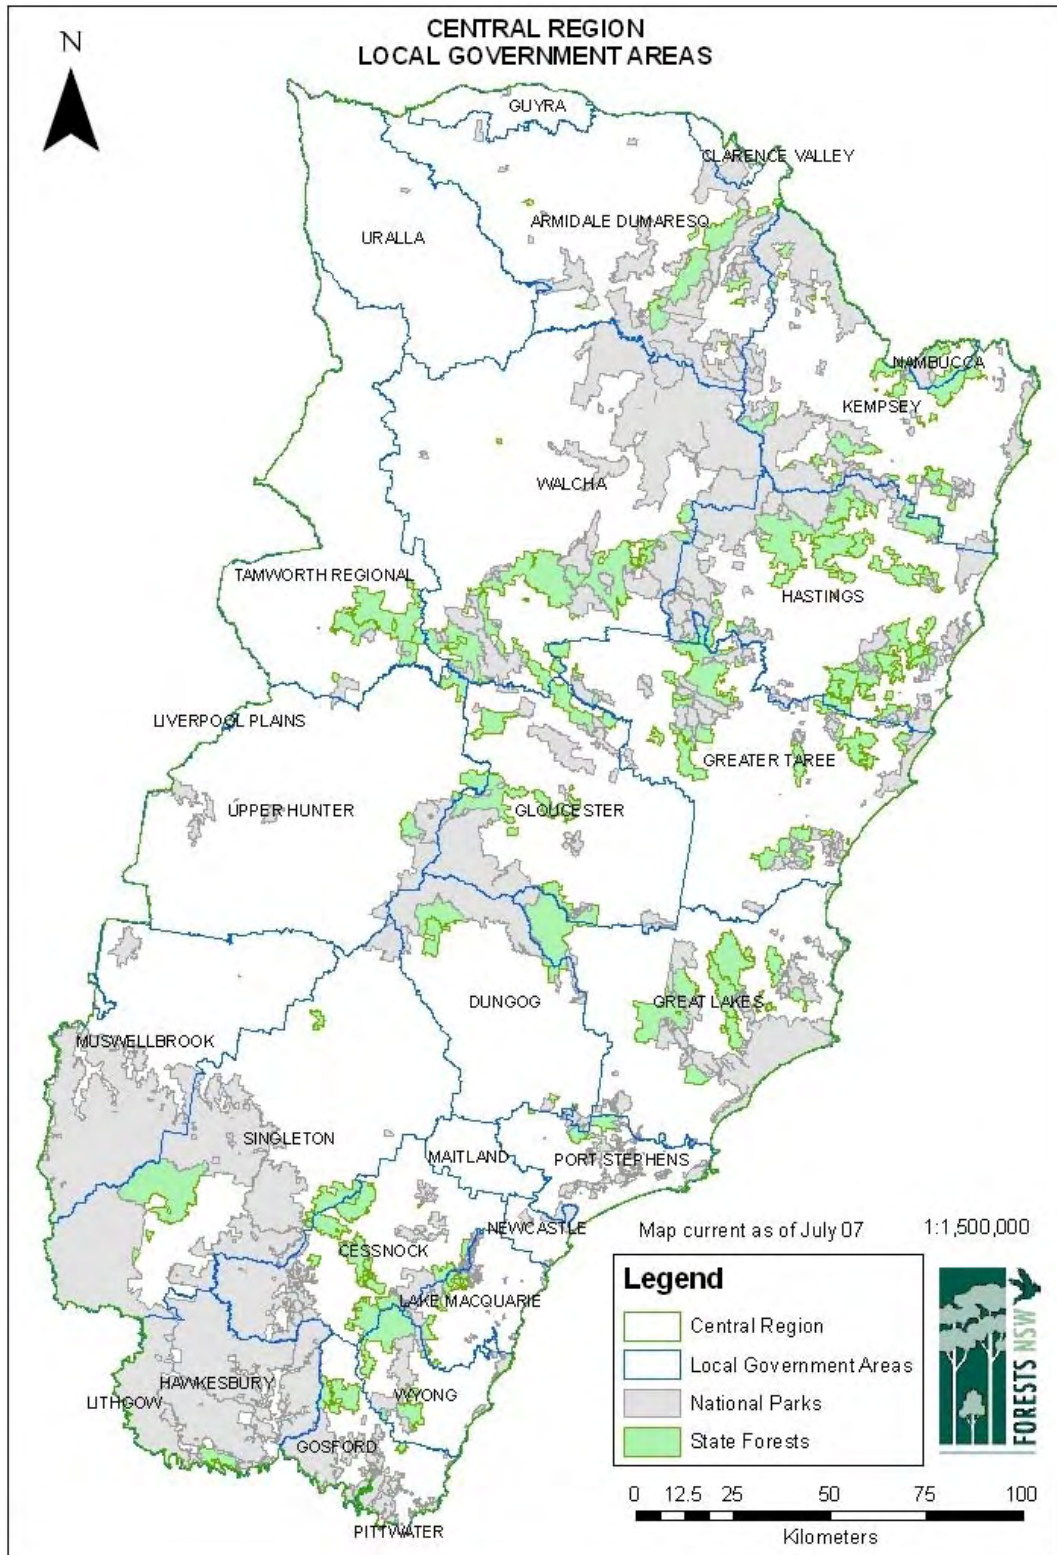 CENTRAL REGION
LOCAL GOVERNMENT AREAS
N
GUYRA
CLARENCE VALLEY
ARMIDALE DUMARESQ
URALLA
NAMBUCCA
KEMPSEY
WALCHA
TAMWORTH REGIONAL
HASTINGS
LIVERPOOL PLAINS
GREATER TAREE
UPPER HUNTER
GLOUCESTER
DUNGOG
GREAT LAKES
MUSWELLBROOK
SINGLETON
MAITLAND
PORT STEPHENS
NEWCASTLE
CESSNOCK
LAKE MACQUARIE
HAWKESBURY
LITHGOW
WYONG
GOSFORD
PITTWATER
Map current as of July 07
1:1,500,000
Legend
Central Region
Local Government Areas
National Parks
State Forests
FORESTS NSW
0 12.5 25 50 75 100
Kilometers